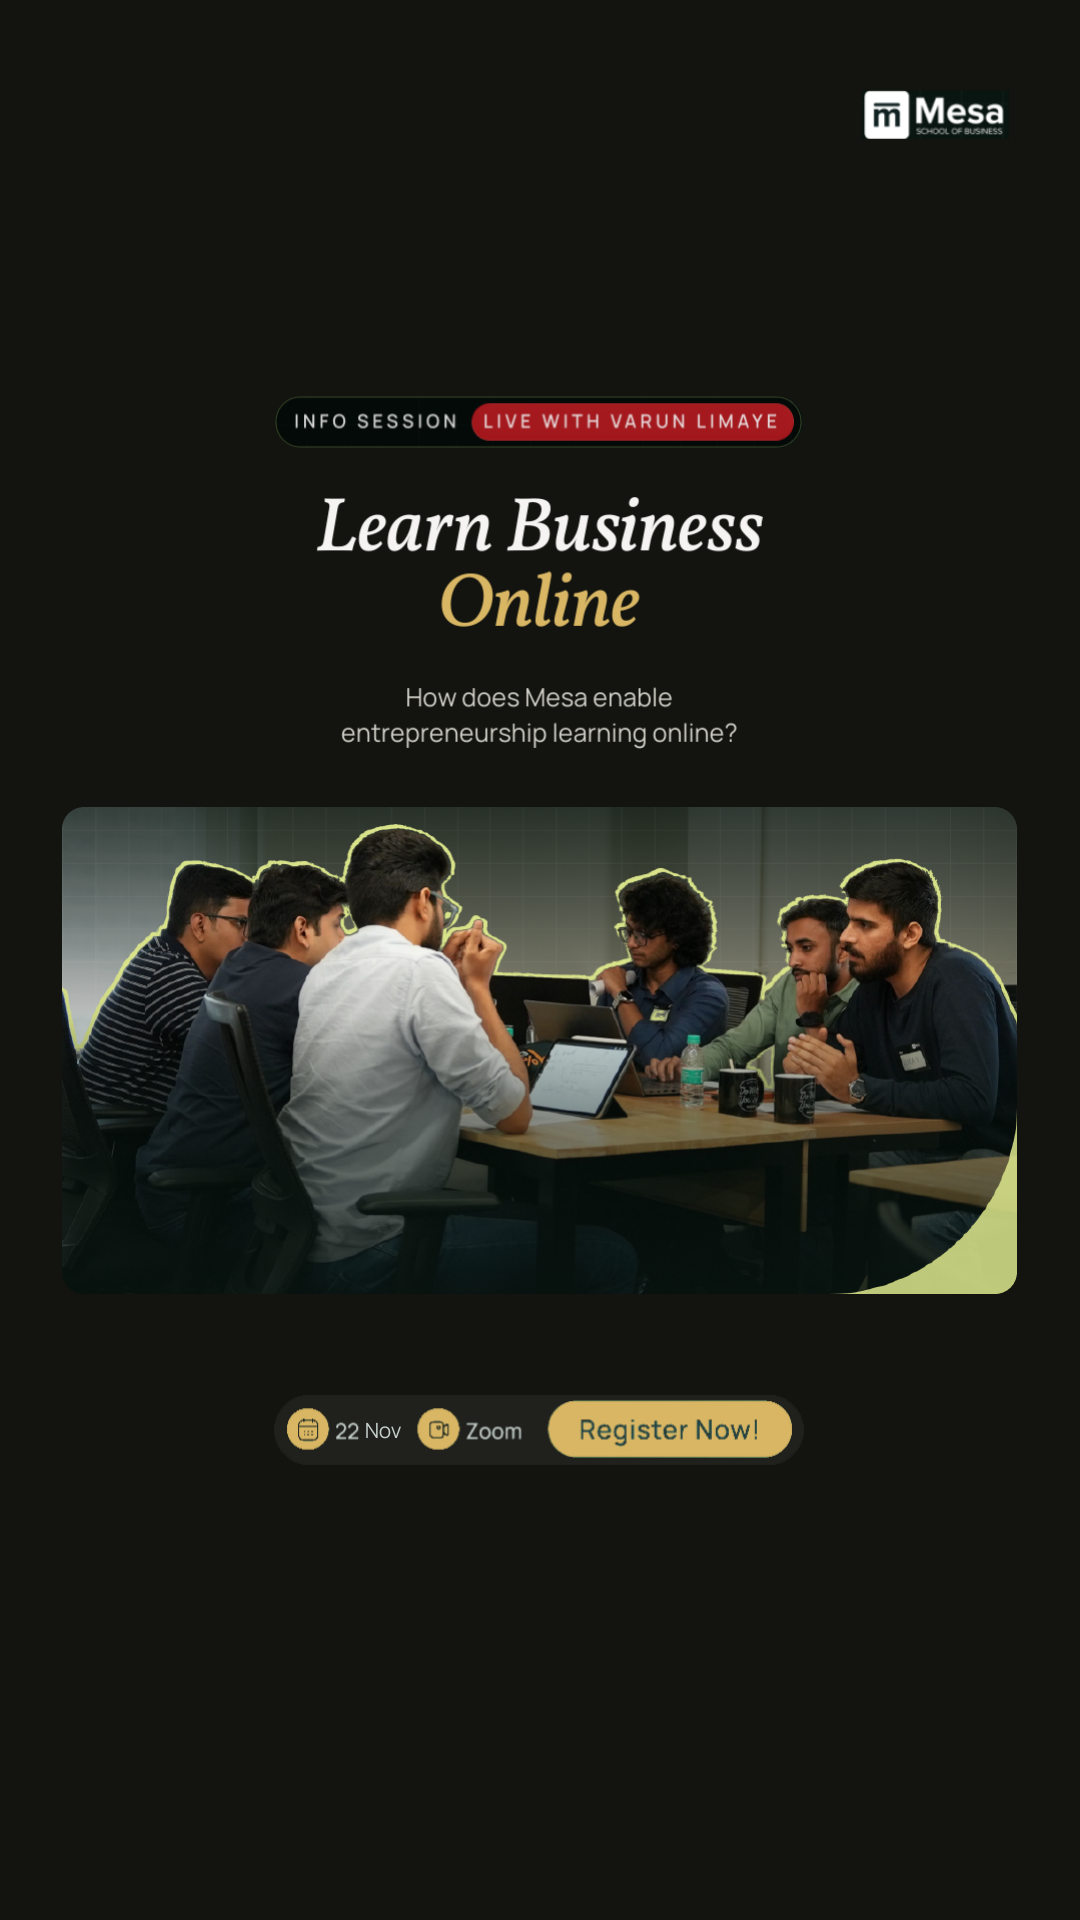 m Mesa
SCHOOL OF BUSINESS
INFO SESSION LIVE WITH VARUN LIMAYE
Learn Business
Online
How does Mesa enable
entrepreneurship learning online?
22 Nov Zoom Register Now!